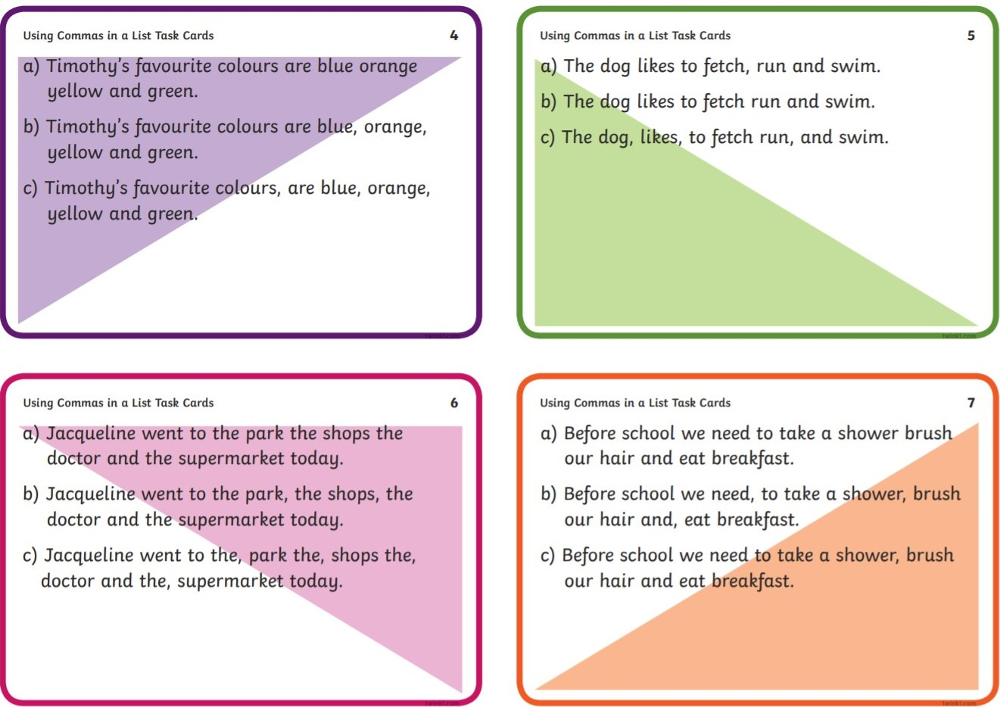 Using Commas in a List Task Cards 4
a) Timothy's favourite colours are blue orange
yellow and green.
b) Timothy's favourite colours are blue, orange,
yellow and green.
c) Timothy's favourite colours, are blue, orange,
yellow and green.
twinkl.com
Using Commas in a List Task Cards 5
a) The dog likes to fetch, run and swim.
b) The dog likes to fetch run and swim.
c) The dog, likes, to fetch run, and swim.
twinkl.com
Using Commas in a List Task Cards 6
a) Jacqueline went to the park the shops the
doctor and the supermarket today.
b) Jacqueline went to the park, the shops, the
doctor and the supermarket today.
c) Jacqueline went to the, park the, shops the,
doctor and the, supermarket today.
twinkl.com
Using Commas in a List Task Cards 7
a) Before school we need to take a shower brush
our hair and eat breakfast.
b) Before school we need, to take a shower, brush
our hair and, eat breakfast.
c) Before school we need to take a shower, brush
our hair and eat breakfast.
twinkl.com